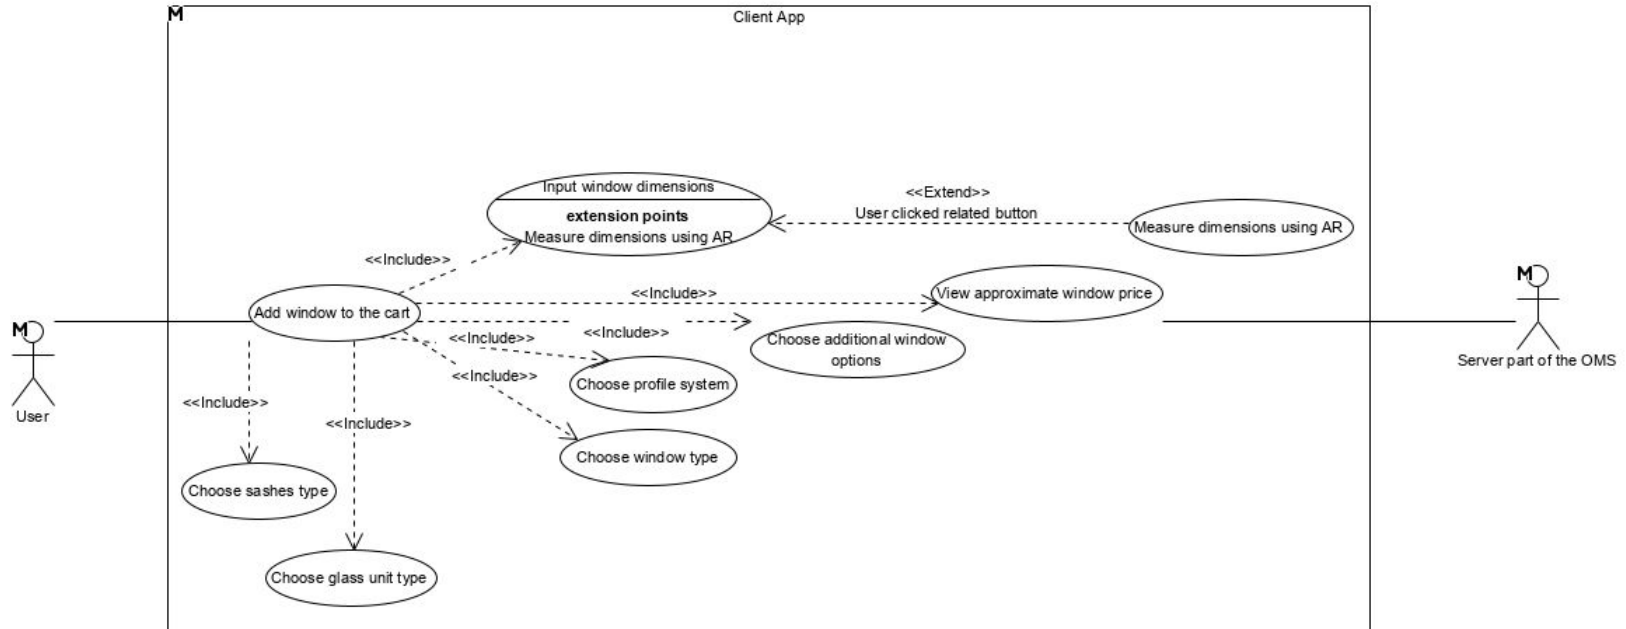 M
Client App
Input window dimensions
extension points
Measure dimensions using AR
<<Extend>>
User clicked related button
Measure dimensions using AR
<<Include>>
M
View approximate window price
<<Include>>
Add window to the cart
M
<<Include>>
<<Include>>
Choose additional window
options
Server part of the OMS
<<Include>>
Choose profile system
<<Include>>
User
<<Include>>
Choose window type
Choose sashes type
Choose glass unit type